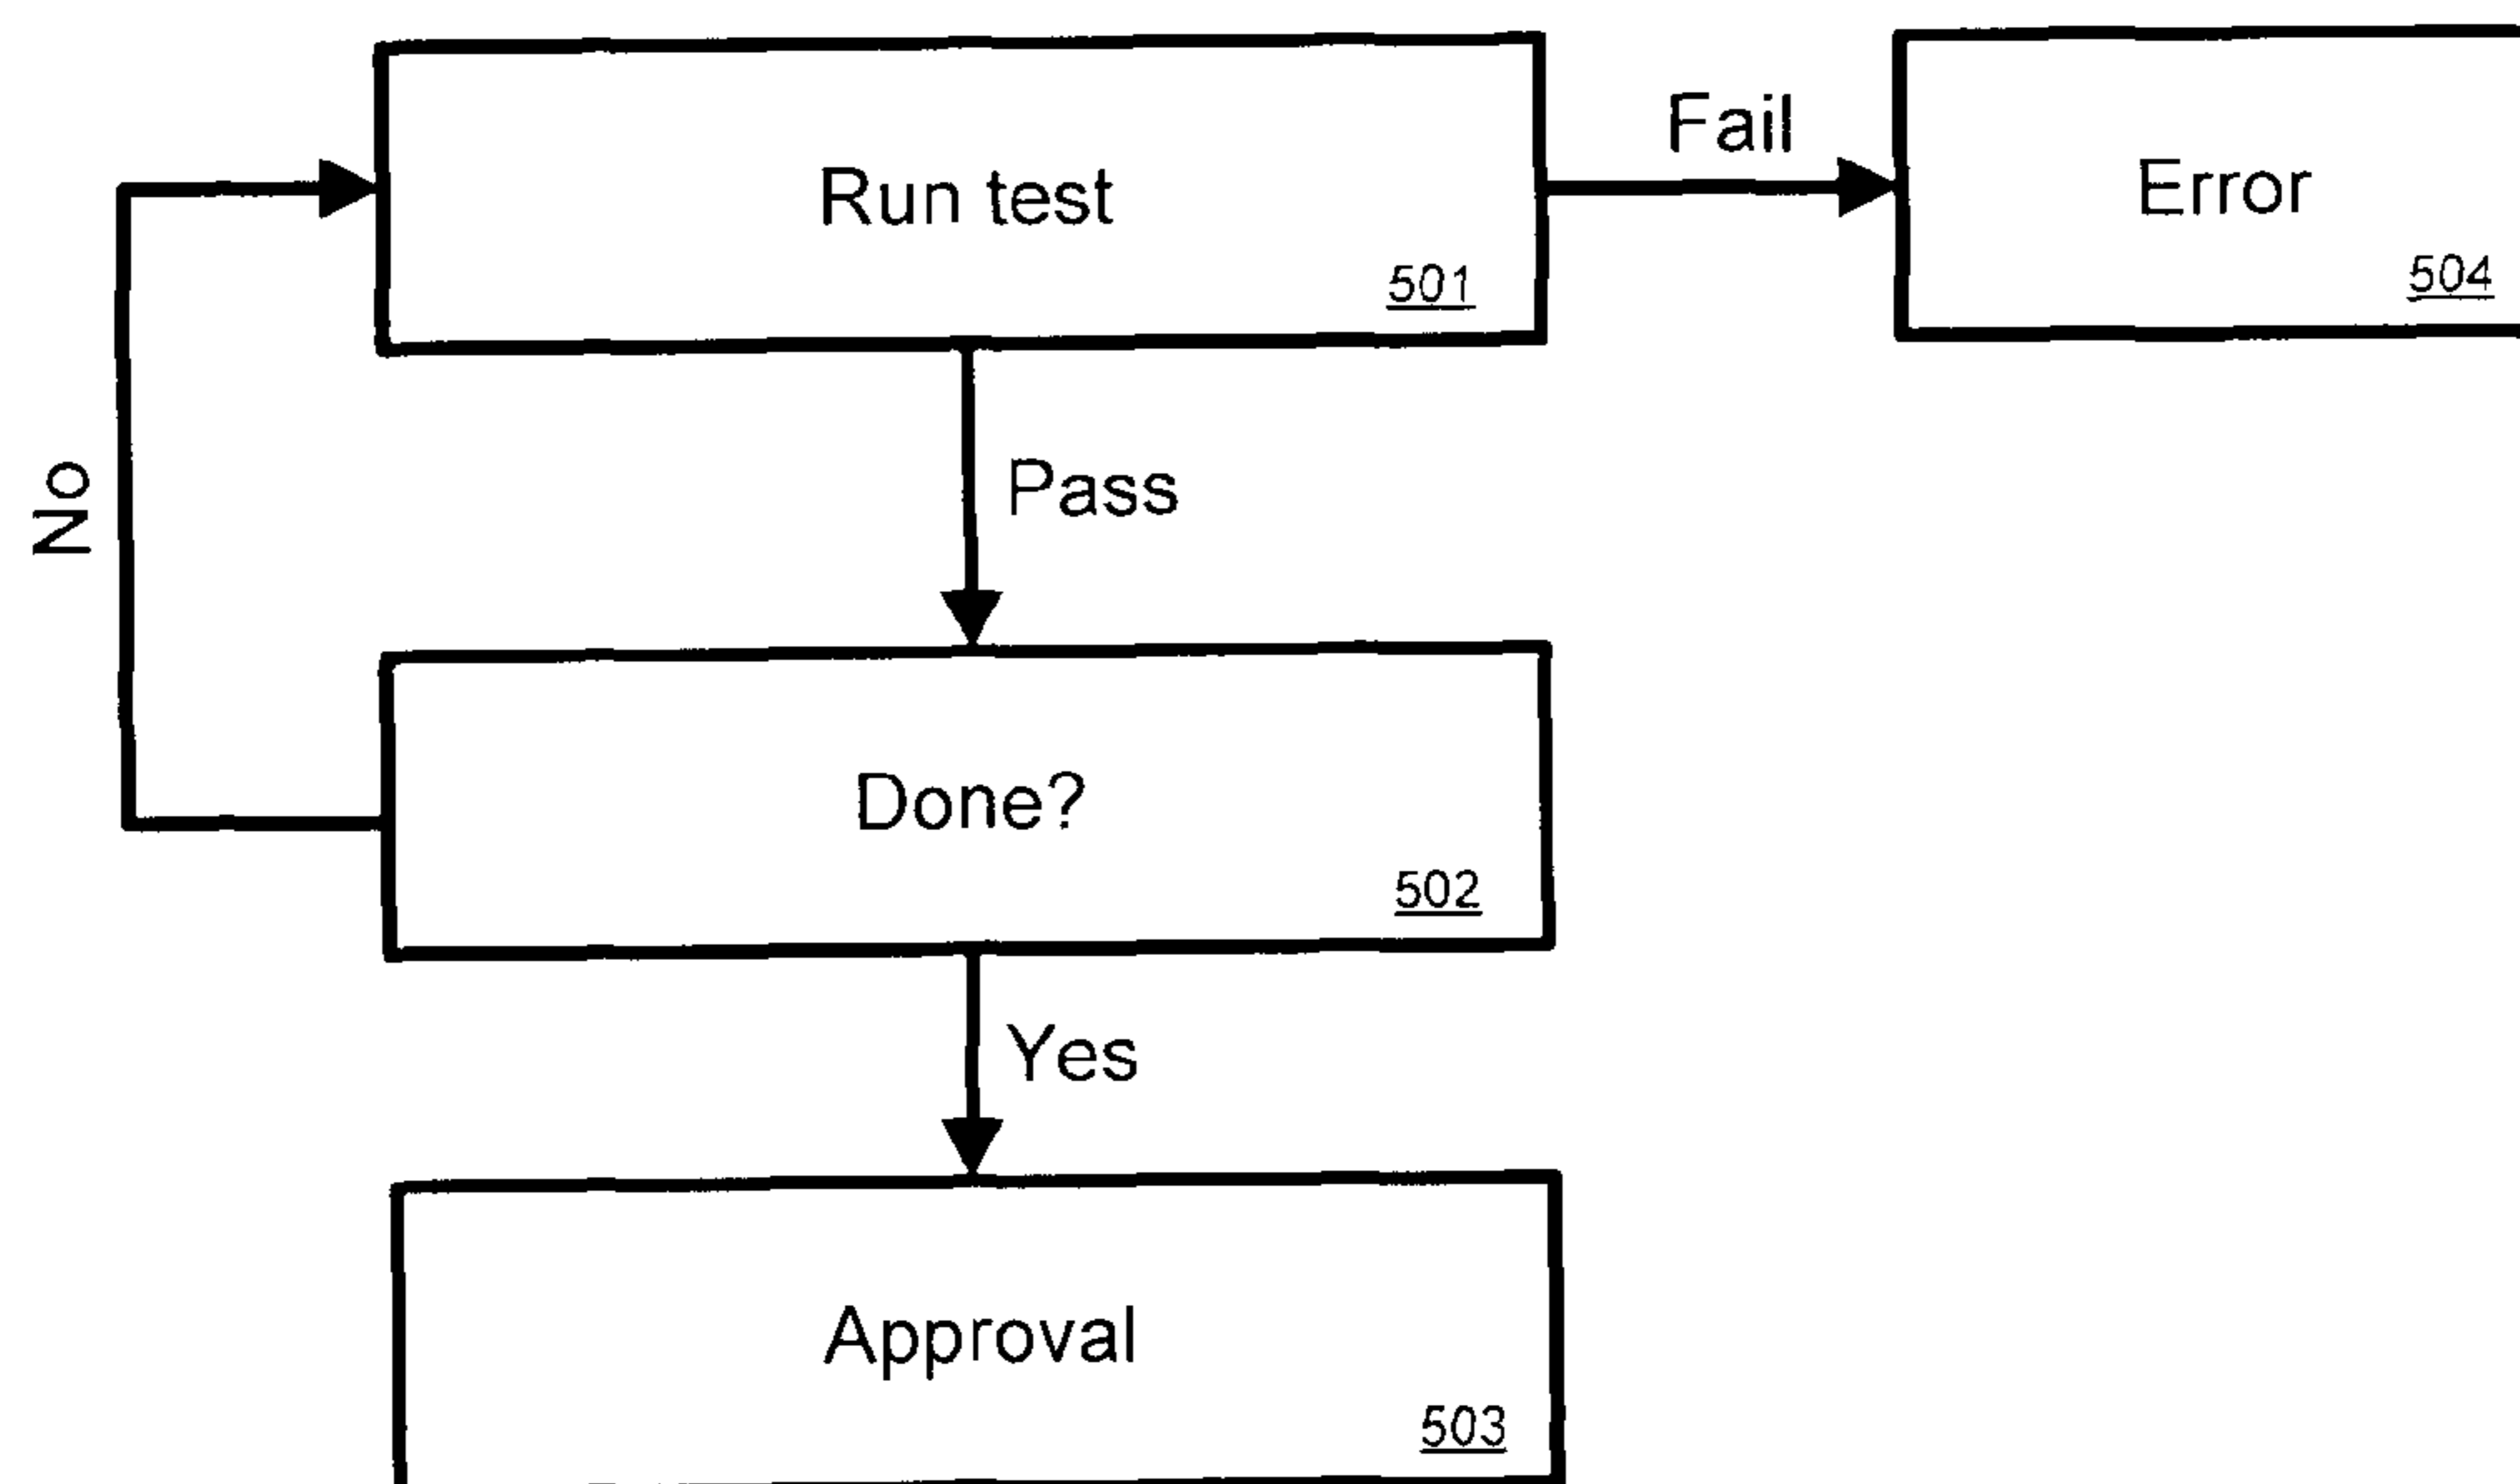 Run test
501
Fail
Error
504
No
Pass
Done?
502
Yes
Approval
503